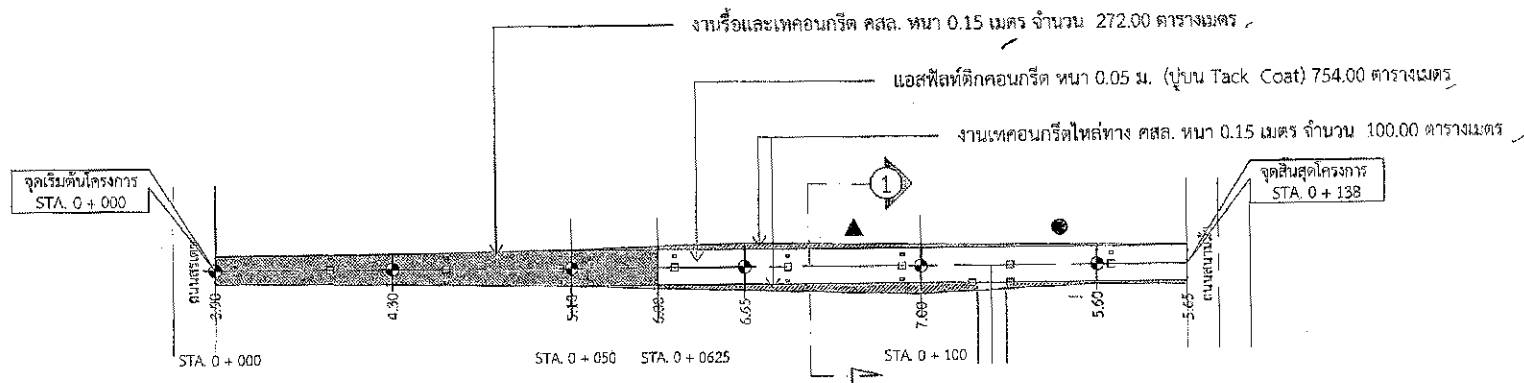 งานรื้อและเทคอนกรีต คสล. หนา 0.15 เมตร จำนวน 272.00 ตารางเมตร
แอสฟัลท์ติกคอนกรีต หนา 0.05 ม. (ปูบน Tack Coat) 754.00 ตารางเมตร
งานเทคอนกรีตไหล่ทาง คสล. หนา 0.15 เมตร จำนวน 100.00 ตารางเมตร
จุดเริ่มต้นโครงการ
STA. 0 + 000
1
จุดสิ้นสุดโครงการ
STA. 0 + 138
3.90
4.30
5.10
6.00
6.65
7.00
5.60
5.65
STA. 0 + 000
STA. 0 + 050
STA. 0 + 0625
STA. 0 + 100